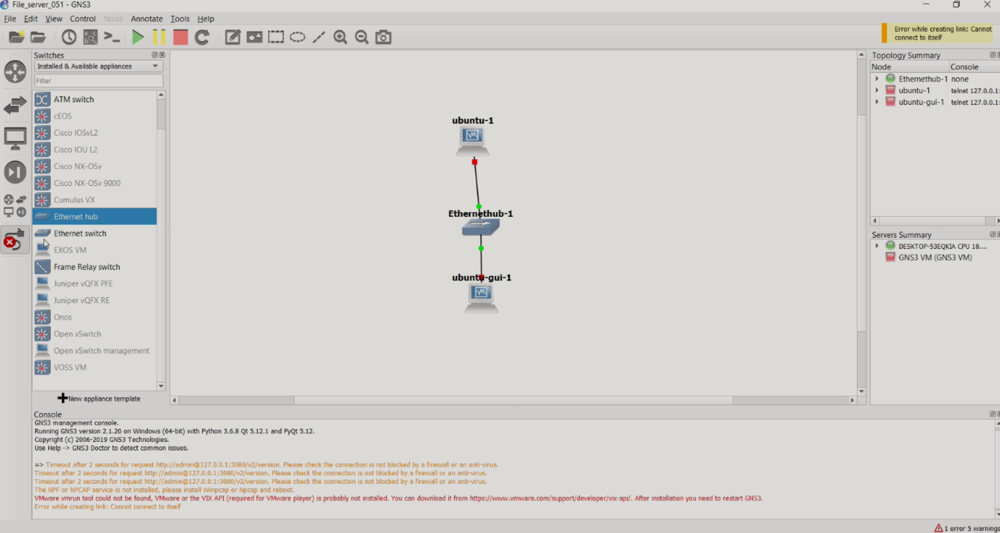 File_server_051 - GNS3
File Edit View Control Node Annotate Tools Help
Error while creating link: Cannot
connect to itself
Switches
Installed & Available appliances
Filter
ATM switch
cEOS
Cisco IOSvL2
Cisco IOU L2
Cisco NX-OSv
Cisco NX-OSv 9000
Cumulus VX
Ethernet hub
Ethernet switch
EXOS VM
Frame Relay switch
Juniper vQFX PFE
Juniper vQFX RE
Onos
Open vSwitch
Open vSwitch management
VOSS VM
New appliance template
ubuntu-1
Ethernethub-1
ubuntu-gui-1
Topology Summary
Node Console
Ethernethub-1 none
ubuntu-1 telnet 127.0.0.1:
ubuntu-gui-1 telnet 127.0.0.1:
Servers Summary
DESKTOP-53EQKIA CPU 18....
GNS3 VM (GNS3 VM)
Console
GNS3 management console.
Running GNS3 version 2.1.20 on Windows (64-bit) with Python 3.6.8 Qt 5.12.1 and PyQt 5.12.
Copyright (c) 2006-2019 GNS3 Technologies.
Use Help -> GNS3 Doctor to detect common issues.
=> Timeout after 2 seconds for request http://admin@127.0.0.1:3080/v2/version. Please check the connection is not blocked by a firewall or an anti-virus.
Timeout after 2 seconds for request http://admin@127.0.0.1:3080/v2/version. Please check the connection is not blocked by a firewall or an anti-virus.
Timeout after 2 seconds for request http://admin@127.0.0.1:3080/v2/version. Please check the connection is not blocked by a firewall or an anti-virus.
The NPF or NPCAP service is not installed, please install Winpcap or Npcap and reboot.
VMware vmrun tool could not be found, VMware or the VIX API (required for VMware player) is probably not installed. You can download it from https://www.vmware.com/support/developer/vix-api/. After installation you need to restart GNS3.
Error while creating link: Cannot connect to itself
1 error 5 warnings